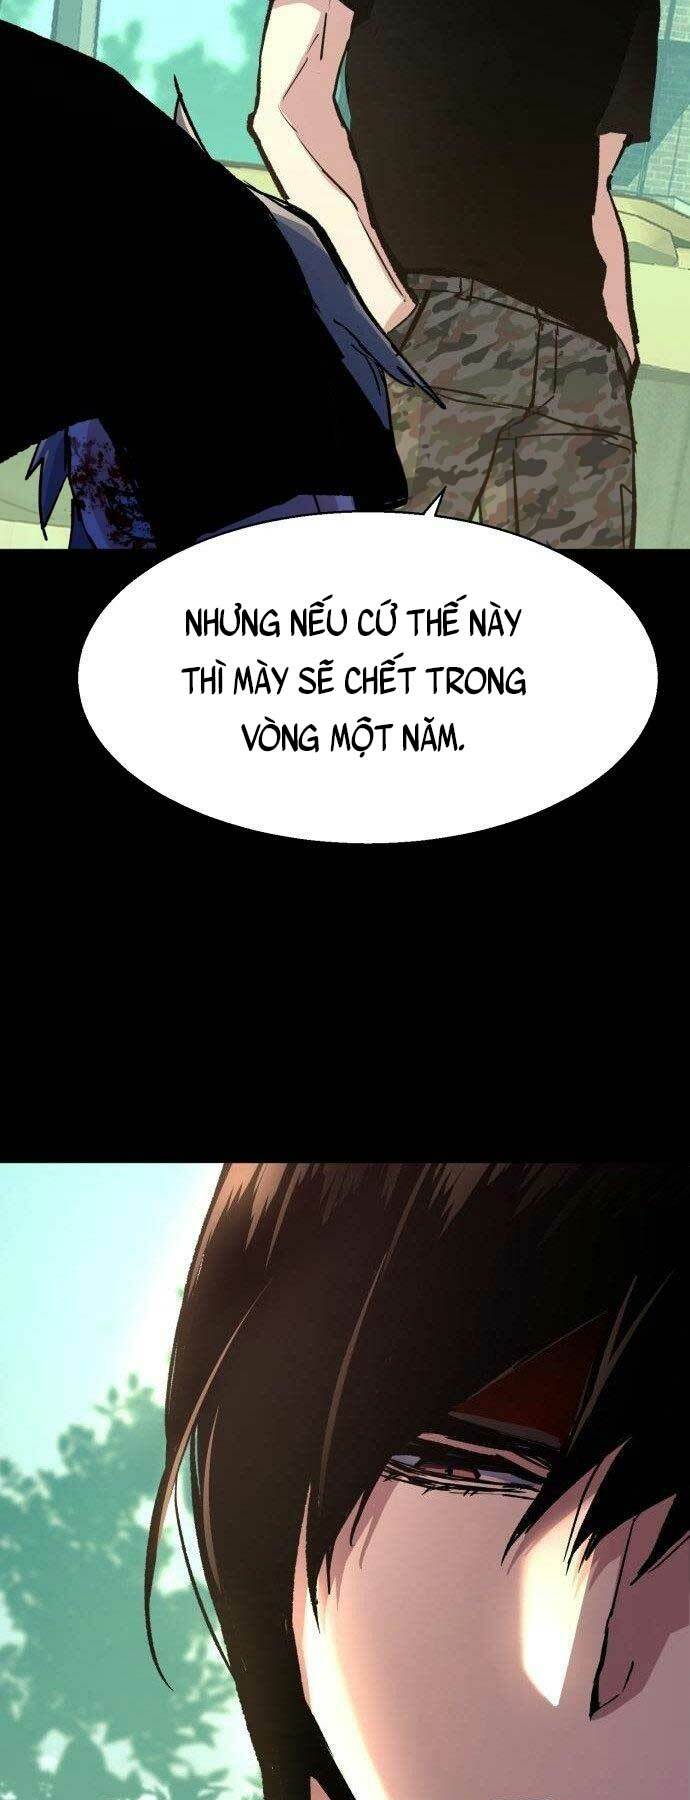 NHƯNG NẾU CỨ THẾ NÀY
THÌ MÀY SẼ CHẾT TRONG
VÒNG MỘT NĂM.